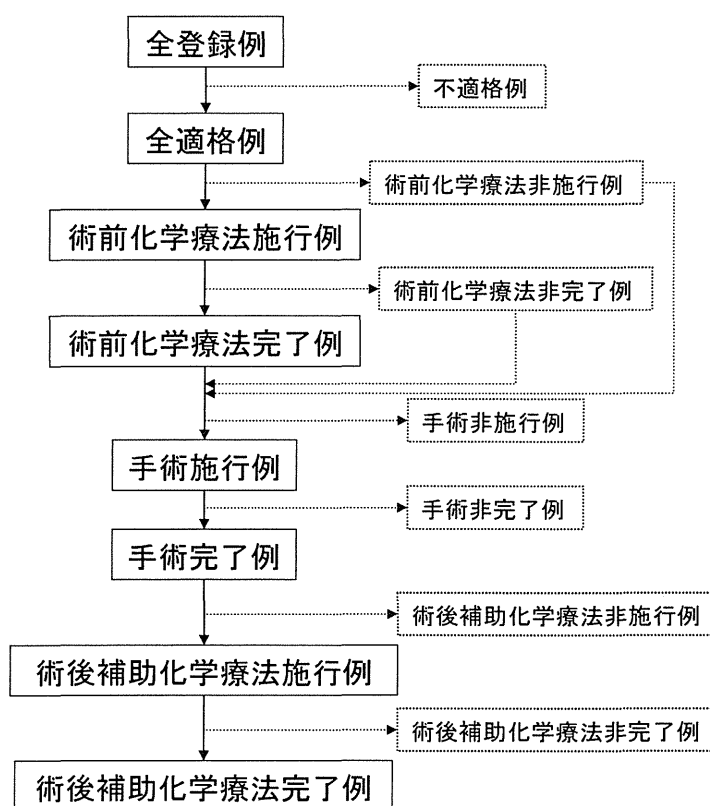 全登録例
不適格例
全適格例
術前化学療法非施行例
術前化学療法施行例
術前化学療法非完了例
術前化学療法完了例
手術非施行例
手術施行例
手術非完了例
手術完了例
術後補助化学療法非施行例
術後補助化学療法施行例
術後補助化学療法非完了例
術後補助化学療法完了例